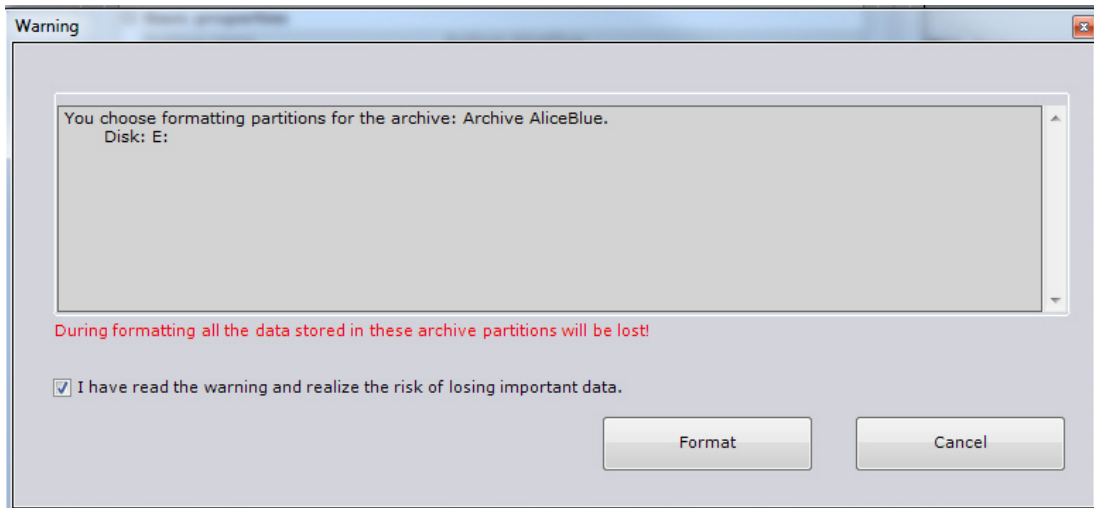 Warning
You choose formatting partitions for the archive: Archive AliceBlue.
Disk: E:
During formatting all the data stored in these archive partitions will be lost!
I have read the warning and realize the risk of losing important data.
Format
Cancel